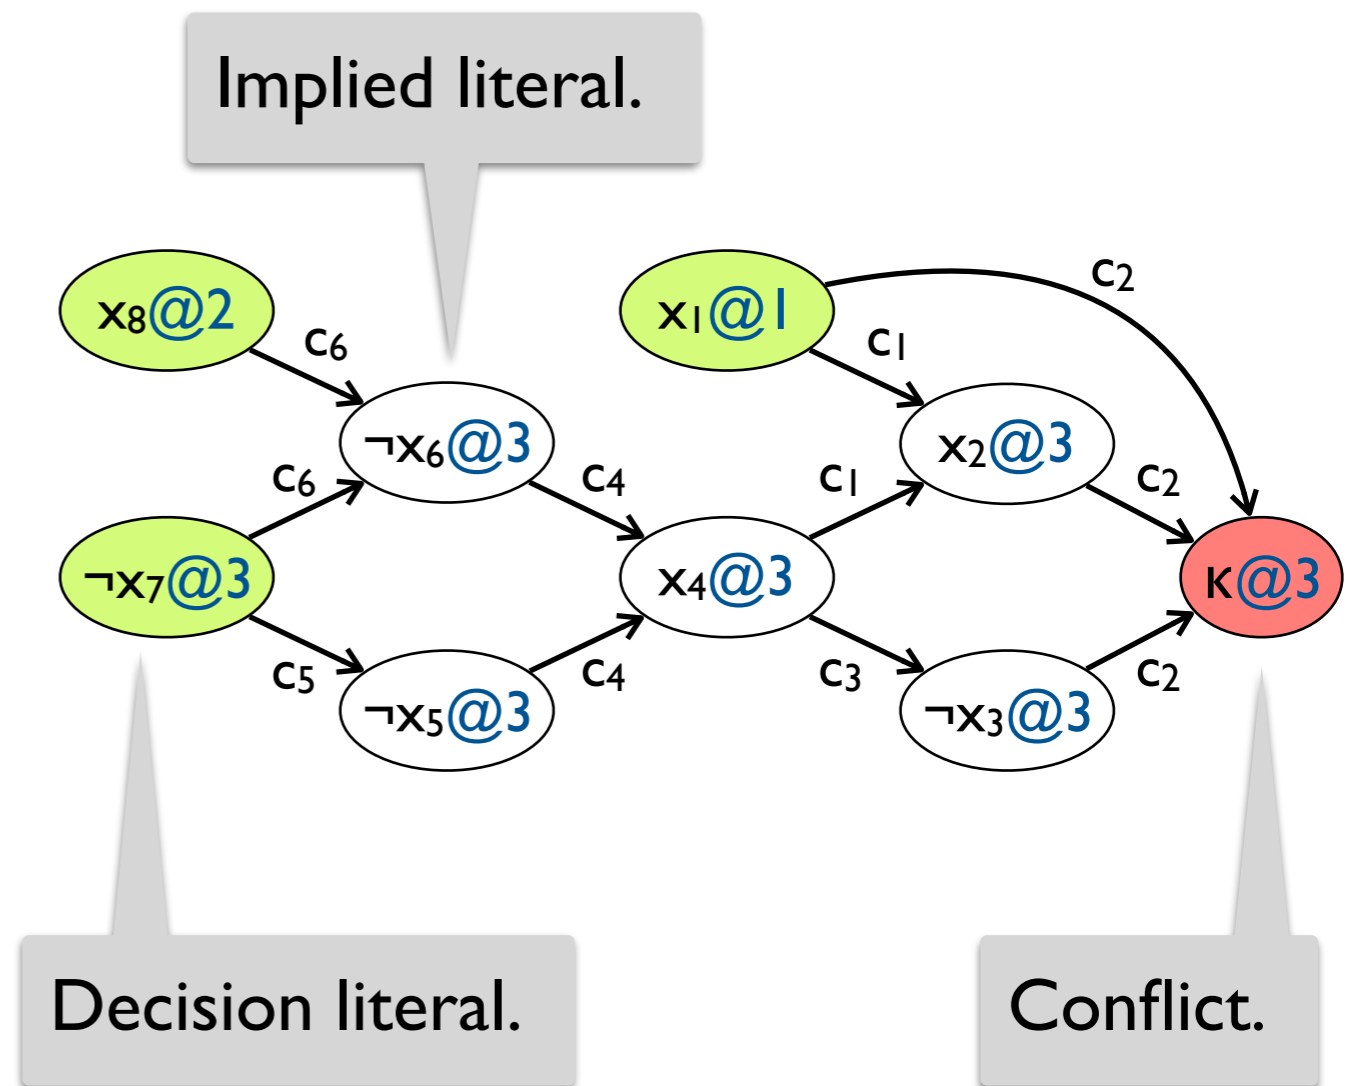 Implied literal.
x₈@2
x₁@1
c₂
c₆
c₁
¬x₆@3
x₂@3
c₆
c₄
c₁
c₂
¬x₇@3
x₄@3
κ@3
c₅
c₄
c₃
c₂
¬x₅@3
¬x₃@3
Decision literal.
Conflict.